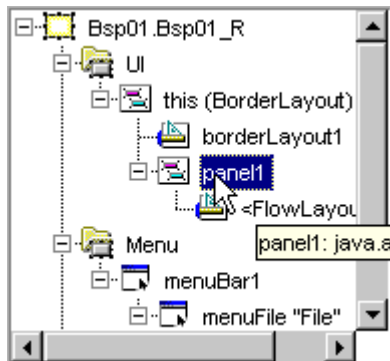 Bsp01.Bsp01_R
UI
this (BorderLayout)
borderLayout1
panel1
<FlowLayou
Menu
panel1: java.a
menuBar1
menuFile "File"